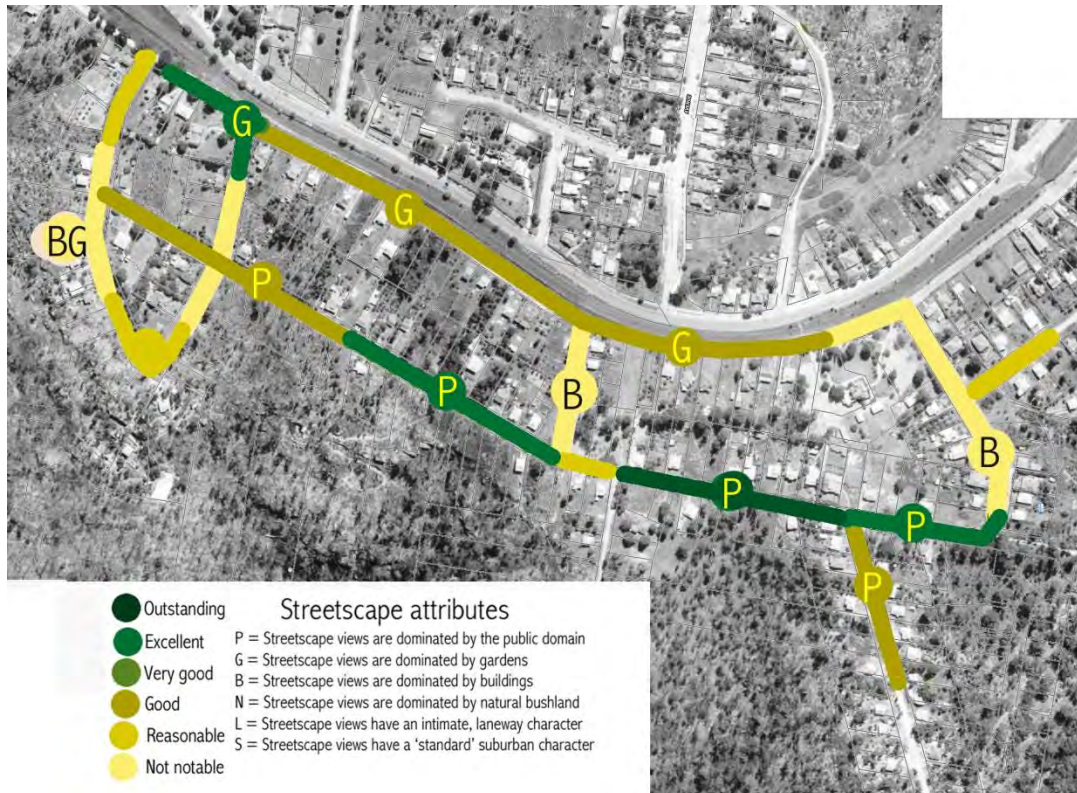 G
G
BG
P
G
P
B
B
P
P
P
Outstanding
Excellent
Very good
Good
Reasonable
Not notable
Streetscape attributes
P = Streetscape views are dominated by the public domain
G = Streetscape views are dominated by gardens
B = Streetscape views are dominated by buildings
N = Streetscape views are dominated by natural bushland
L = Streetscape views have an intimate, laneway character
S = Streetscape views have a ‘standard’ suburban character